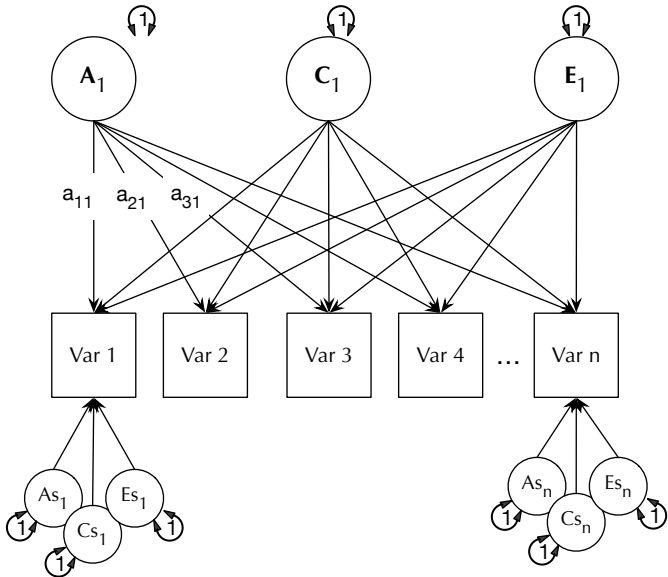 1 1 1
A1 C1 E1
a11 a21 a31
Var 1 Var 2 Var 3 Var 4 ... Var n
As1 Es1 Asn Esn
Cs1 Csn
1 1 1 1
1 1